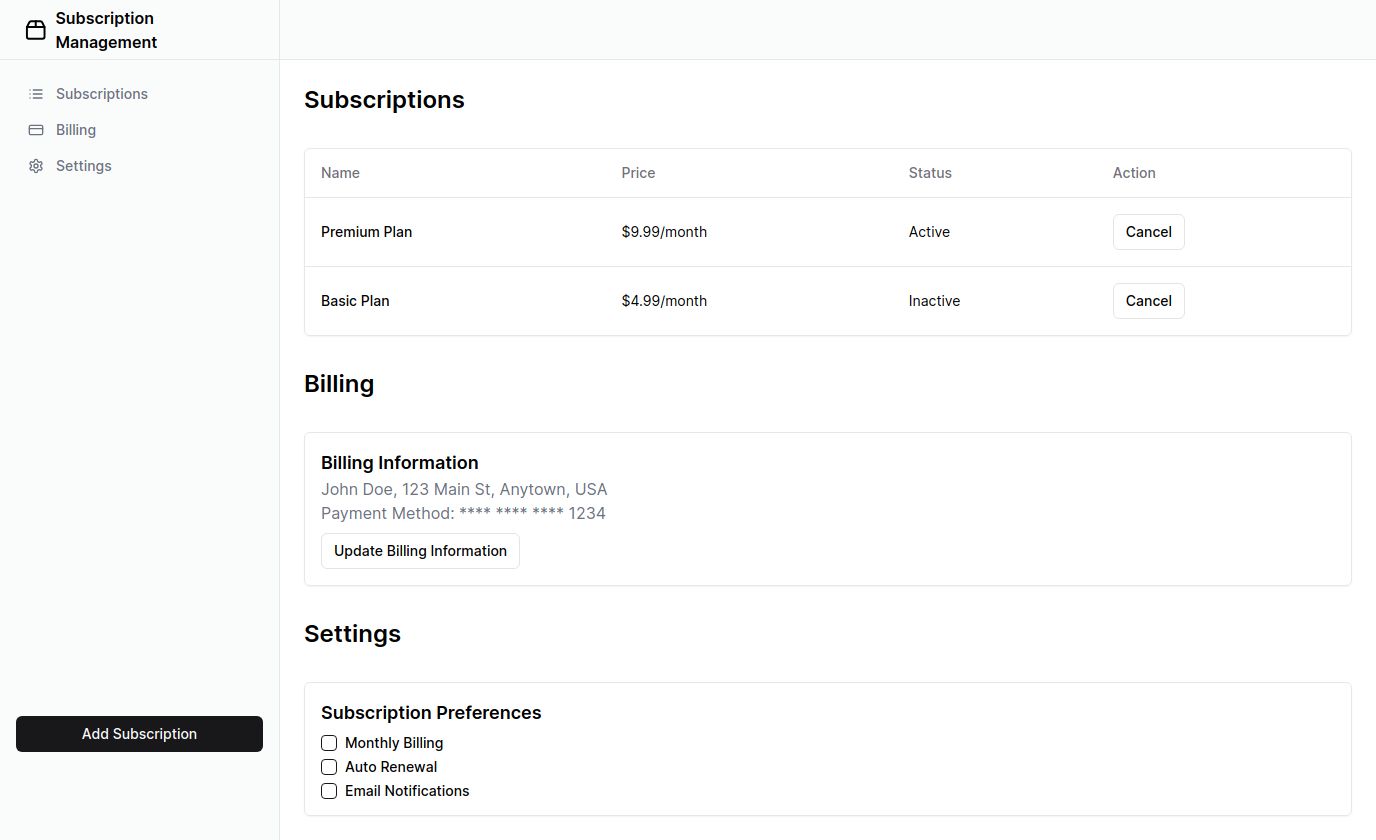 Subscription
Management
Subscriptions
Billing
Settings
Add Subscription
Subscriptions
Name Price Status Action
Premium Plan $9.99/month Active Cancel
Basic Plan $4.99/month Inactive Cancel
Billing
Billing Information
John Doe, 123 Main St, Anytown, USA
Payment Method: **** **** **** 1234
Update Billing Information
Settings
Subscription Preferences
Monthly Billing
Auto Renewal
Email Notifications